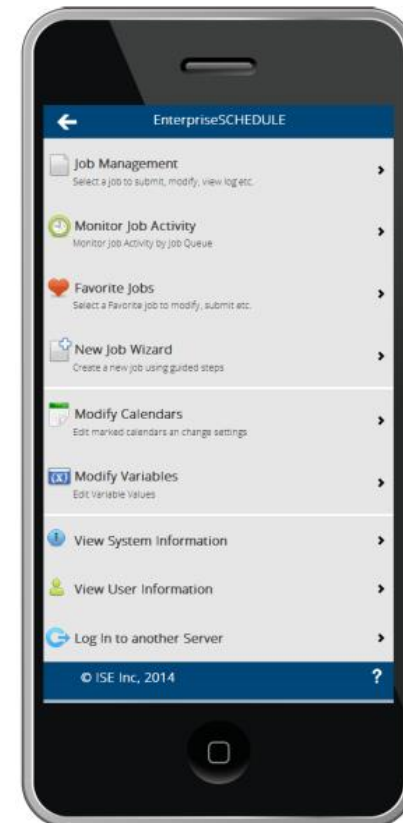 EnterpriseSCHEDULE
Job Management
Select a job to submit, modify, view log etc.
Monitor Job Activity
Monitor Job Activity by Job Queue
Favorite Jobs
Select a Favorite job to modify, submit etc.
New Job Wizard
Create a new job using guided steps
Modify Calendars
Edit marked calendars an change settings
(X) Modify Variables
Edit Variable Values
View System Information
View User Information
Log In to another Server
© ISE Inc, 2014 ?